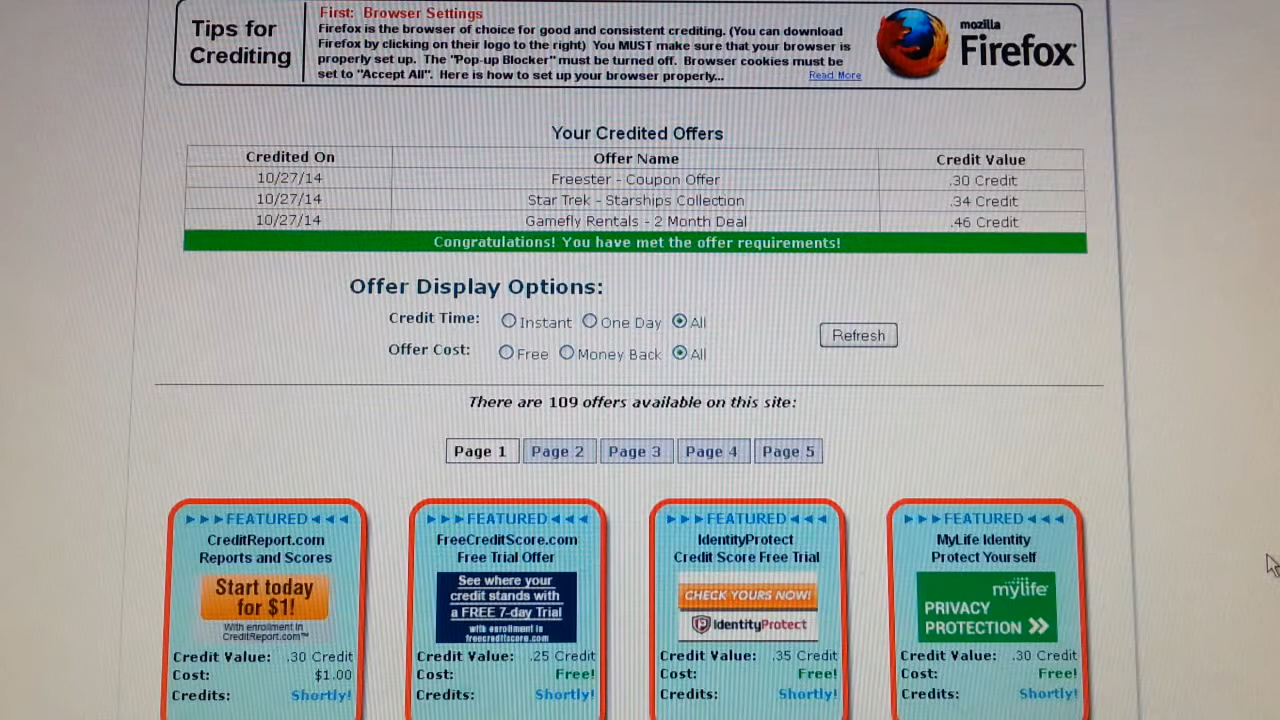 Tips for
Crediting
First: Browser Settings
Firefox is the browser of choice for good and consistent crediting. (You can download
Firefox by clicking on their logo to the right) You MUST make sure that your browser is
properly set up. The "Pop-up Blocker" must be turned off. Browser cookies must be
set to "Accept All". Here is how to set up your browser properly... Read More
mozilla
Firefox
Your Credited Offers
Credited On Offer Name Credit Value
10/27/14 Freester - Coupon Offer .30 Credit
10/27/14 Star Trek - Starships Collection .34 Credit
10/27/14 Gamefly Rentals - 2 Month Deal .46 Credit
Congratulations! You have met the offer requirements!
Offer Display Options:
Credit Time: Instant One Day All
Offer Cost: Free Money Back All
Refresh
There are 109 offers available on this site:
Page 1 Page 2 Page 3 Page 4 Page 5
FEATURED
CreditReport.com
Reports and Scores
Start today
for $1!
With enrollment in
CreditReport.com™
Credit Value: .30 Credit
Cost: $1.00
Credits: Shortly!
FEATURED
FreeCreditScore.com
Free Trial Offer
See where your
credit stands with
a FREE 7-day Trial
with enrollment in
freecreditscore.com
Credit Value: .25 Credit
Cost: Free!
Credits: Shortly!
FEATURED
IdentityProtect
Credit Score Free Trial
CHECK YOURS NOW!
IdentityProtect
Credit Value: .35 Credit
Cost: Free!
Credits: Shortly!
FEATURED
MyLife Identity
Protect Yourself
mylife
PRIVACY
PROTECTION
Credit Value: .30 Credit
Cost: Free!
Credits: Shortly!